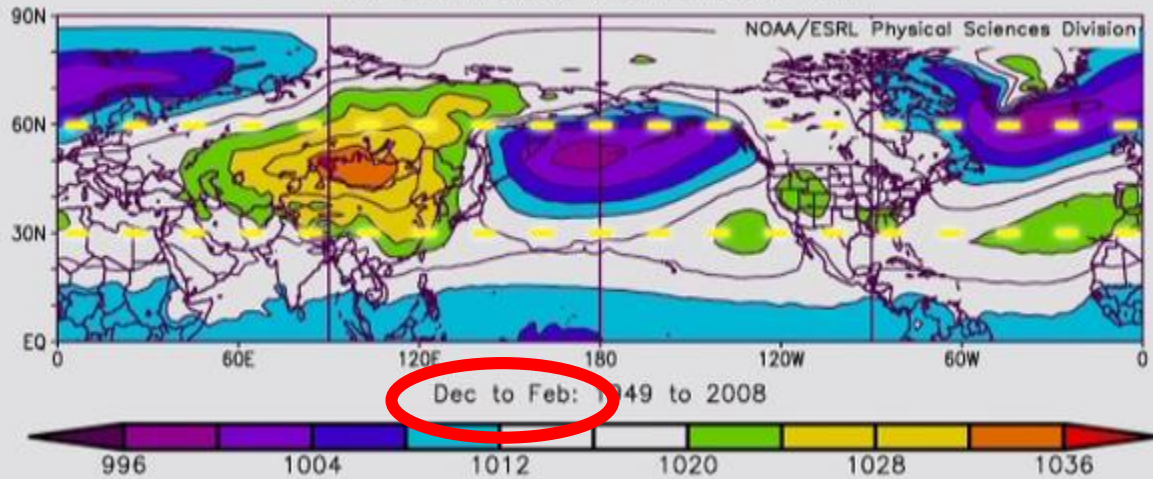 90N
NOAA/ESRL Physical Sciences Division
60N
30N
EQ
0 60E 120E 180 120W 60W 0
Dec to Feb: 1949 to 2008
996 1004 1012 1020 1028 1036